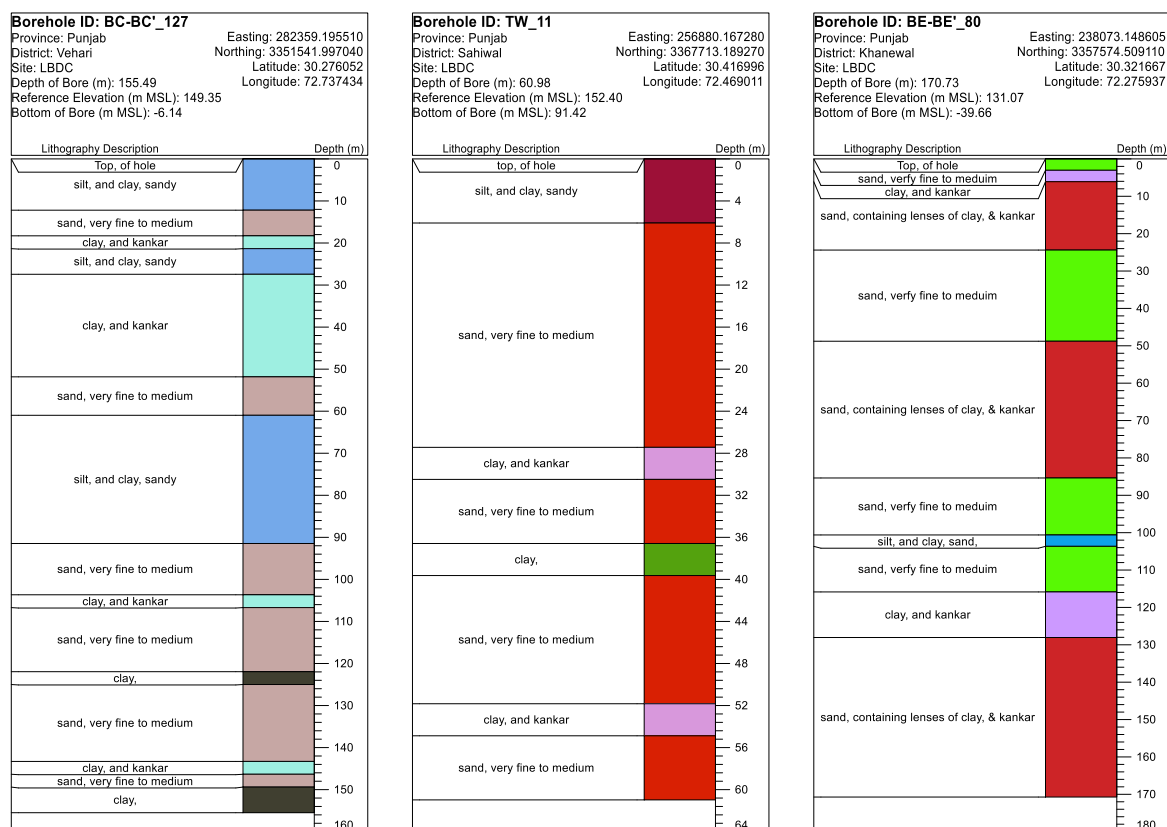 Borehole ID: BC-BC'_127
Province: Punjab Easting: 282359.195510
District: Vehari Northing: 3351541.997040
Site: LBDC Latitude: 30.276052
Depth of Bore (m): 155.49 Longitude: 72.737434
Reference Elevation (m MSL): 149.35
Bottom of Bore (m MSL): -6.14
Lithography Description Depth (m)
Top, of hole
silt, and clay, sandy
sand, very fine to medium
clay, and kankar
silt, and clay, sandy
clay, and kankar
sand, very fine to medium
silt, and clay, sandy
sand, very fine to medium
clay, and kankar
sand, very fine to medium
clay,
sand, very fine to medium
clay, and kankar
sand, very fine to medium
clay,
0
10
20
30
40
50
60
70
80
90
100
110
120
130
140
150
160
Borehole ID: TW_11
Province: Punjab Easting: 256880.167280
District: Sahiwal Northing: 3367713.189270
Site: LBDC Latitude: 30.416996
Depth of Bore (m): 60.98 Longitude: 72.469011
Reference Elevation (m MSL): 152.40
Bottom of Bore (m MSL): 91.42
Lithography Description Depth (m)
top, of hole
silt, and clay, sandy
sand, very fine to medium
clay, and kankar
sand, very fine to medium
clay,
sand, very fine to medium
clay, and kankar
sand, very fine to medium
0
4
8
12
16
20
24
28
32
36
40
44
48
52
56
60
64
Borehole ID: BE-BE'_80
Province: Punjab Easting: 238073.148605
District: Khanewal Northing: 3357574.509110
Site: LBDC Latitude: 30.321667
Depth of Bore (m): 170.73 Longitude: 72.275937
Reference Elevation (m MSL): 131.07
Bottom of Bore (m MSL): -39.66
Lithography Description Depth (m)
Top, of hole
sand, verfy fine to meduim
clay, and kankar
sand, containing lenses of clay, & kankar
sand, verfy fine to meduim
sand, containing lenses of clay, & kankar
sand, verfy fine to meduim
silt, and clay, sand,
sand, verfy fine to meduim
clay, and kankar
sand, containing lenses of clay, & kankar
0
10
20
30
40
50
60
70
80
90
100
110
120
130
140
150
160
170
180